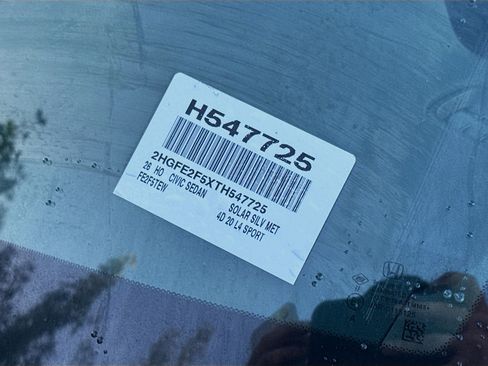 H547725
2HGFE2F5XTH547725
26 HO CIVIC SEDAN SOLAR SILV MET
FE2F5TEW 4D 20 L4 SPORT